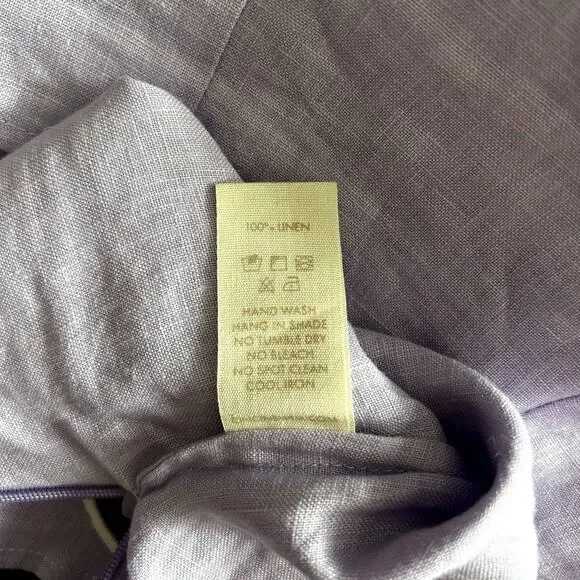 100% LINEN
HAND WASH
HANG IN SHADE
NO TUMBLE DRY
NO BLEACH
NO SPOT CLEAN
COOL IRON